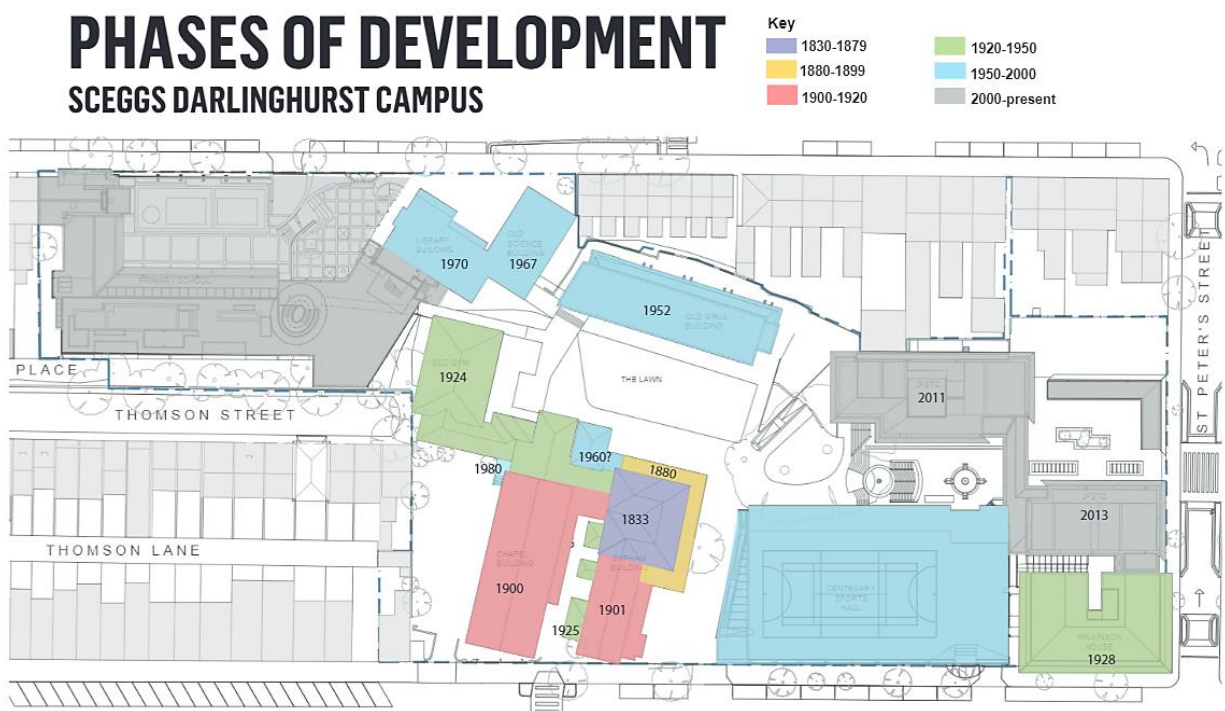 PHASES OF DEVELOPMENT
SCEGGS DARLINGHURST CAMPUS
Key
1830-1879
1880-1899
1900-1920
1920-1950
1950-2000
2000-present
LIBRARY
BUILDING
1970
OLD
SCIENCE
BUILDING
1967
PRIMARY SCHOOL
1952
OLD GIRLS
BUILDING
ST. PETER'S STREET
PLACE
THOMSON STREET
OLD GYM
1924
THE LAWN
JFSTC
2011
1980
1960?
1880
1833
BARHAM
BUILDING
CHAPEL
BUILDING
1900
1901
1925
THOMSON LANE
CENTENARY
SPORTS
HALL
JFSTC
2013
WILKINSON
HOUSE
1928